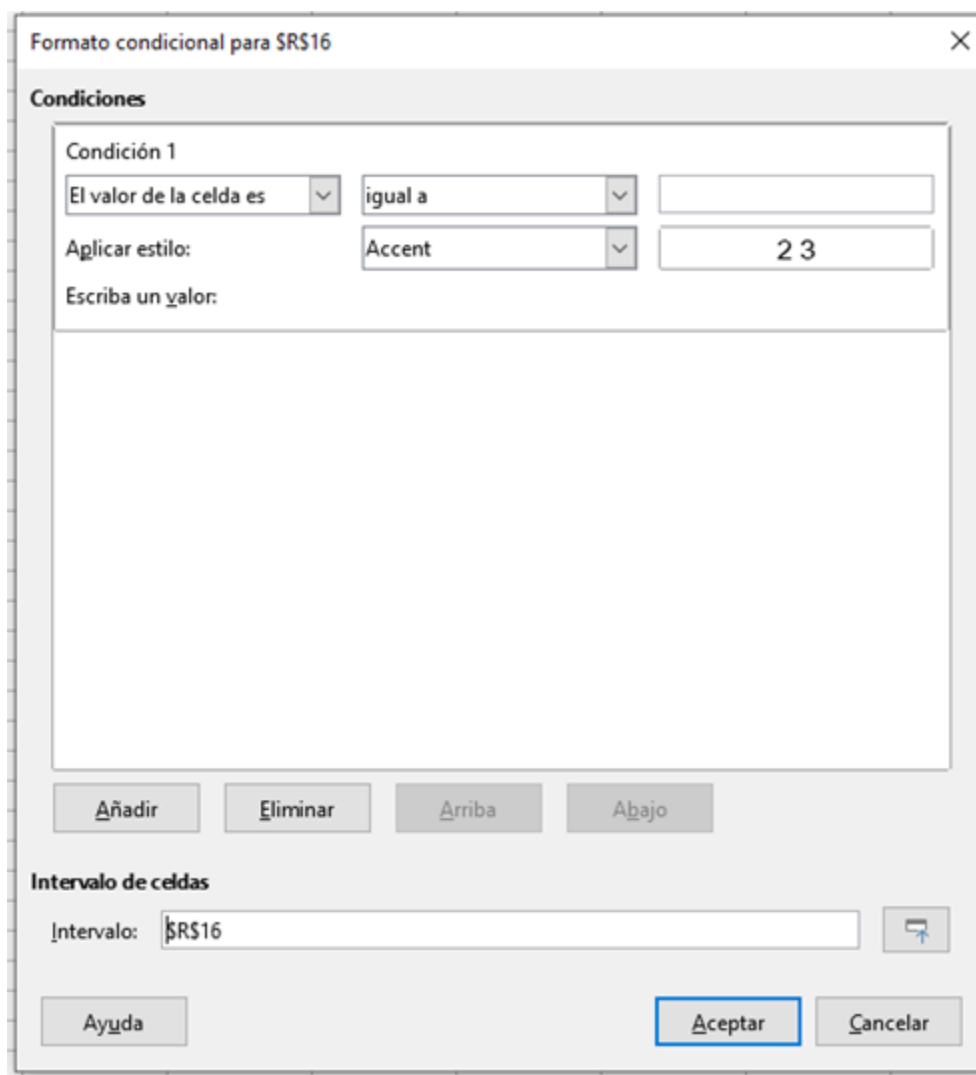 Formato condicional para $R$16
Condiciones
Condición 1
El valor de la celda es igual a
Aplicar estilo: Accent 2 3
Escriba un valor:
Añadir Eliminar Arriba Abajo
Intervalo de celdas
Intervalo: $R$16
Ayuda Aceptar Cancelar